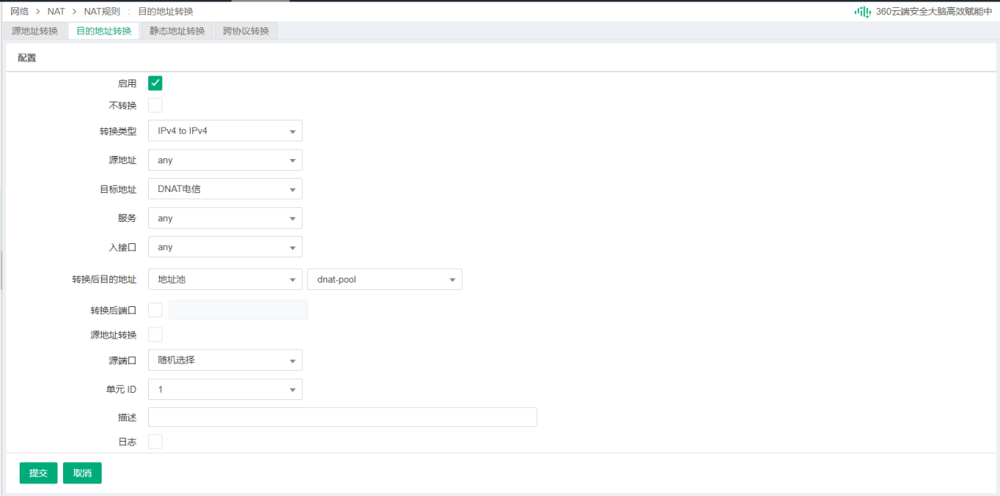 网络 > NAT > NAT规则 : 目的地址转换
360云端安全大脑高效赋能中
源地址转换 目的地址转换 静态地址转换 跨协议转换
配置
启用
不转换
转换类型 IPv4 to IPv4
源地址 any
目标地址 DNAT电信
服务 any
入接口 any
转换后目的地址 地址池 dnat-pool
转换后端口
源地址转换
源端口 随机选择
单元 ID 1
描述
日志
提交 取消